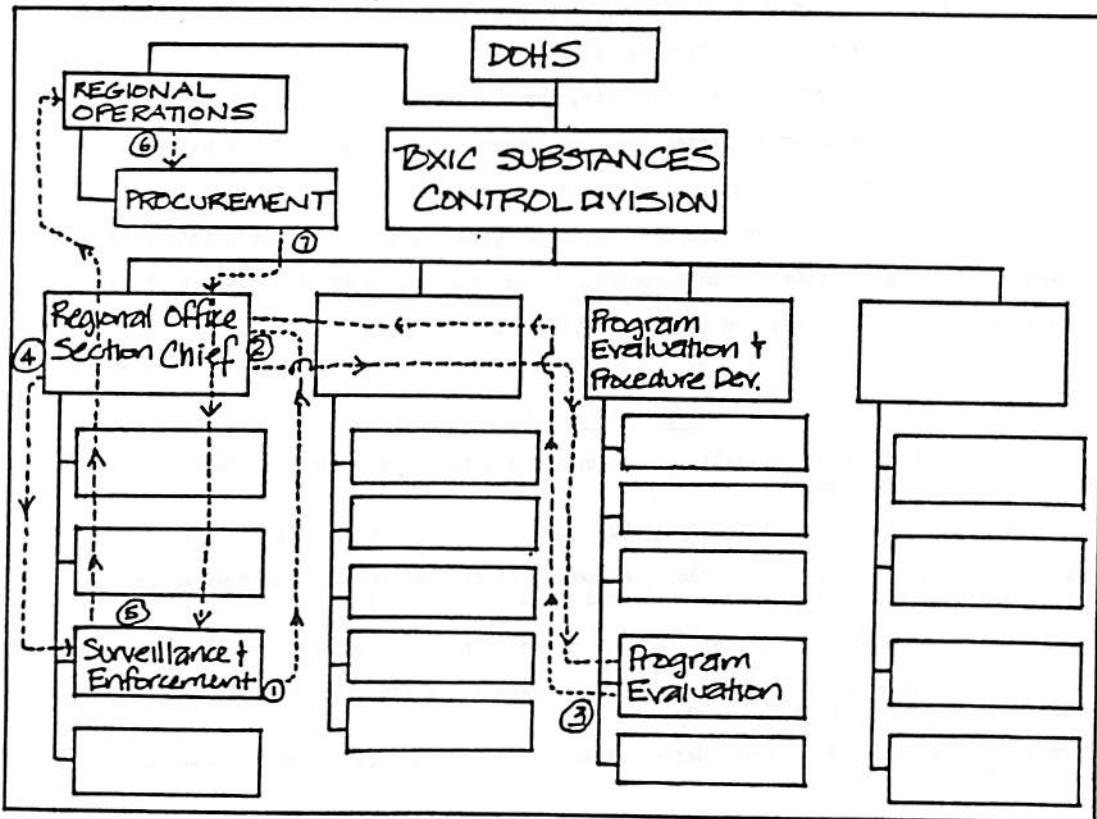 DOHS
REGIONAL
OPERATIONS
⑥
TOXIC SUBSTANCES
CONTROL DIVISION
PROCUREMENT
⑦
Regional Office
Section Chief
②
④
Program
Evaluation +
Procedure Dev.
⑤
Surveillance +
Enforcement
①
Program
Evaluation
③